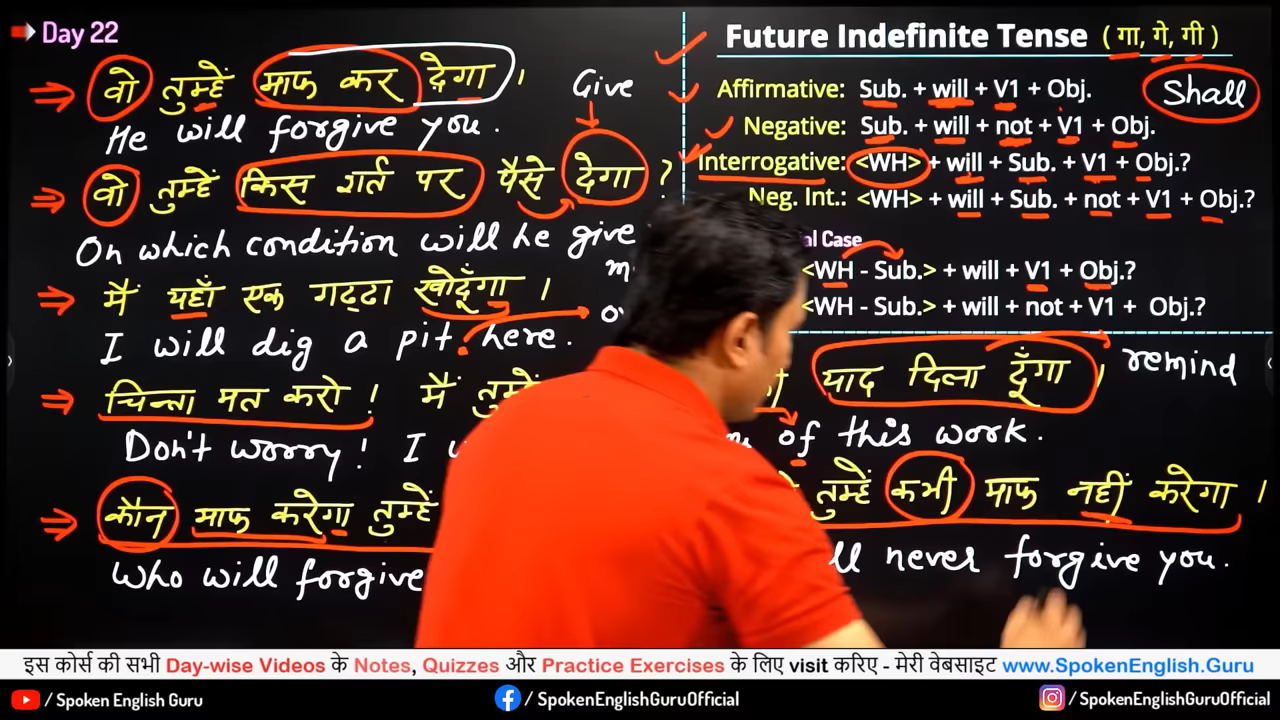 Day 22
वो तुम्हें माफ कर देगा ।
He will forgive you.
Give
वो तुम्हें किस शर्त पर पैसे देगा ?
On which condition will he give
मैं यहाँ एक गड्ढा खोदूँगा ।
I will dig a pit here.
चिन्ता मत करो ! मैं तुम्हें
याद दिला दूँगा ।
remind
Don't worry! I
of this work.
कौन माफ करेगा तुम्हें
तुम्हें कभी माफ नहीं करेगा ।
Who will forgive
never forgive you.
Future Indefinite Tense ( गा, गे, गी )
Affirmative: Sub. + will + V1 + Obj.
Shall
Negative: Sub. + will + not + V1 + Obj.
Interrogative: <WH> + will + Sub. + V1 + Obj.?
Neg. Int.: <WH> + will + Sub. + not + V1 + Obj.?
Case
<WH - Sub.> + will + V1 + Obj.?
<WH - Sub.> + will + not + V1 + Obj.?
इस कोर्स की सभी Day-wise Videos के Notes, Quizzes और Practice Exercises के लिए visit करिए - मेरी वेबसाइट www.SpokenEnglish.Guru
/ Spoken English Guru
/ SpokenEnglishGuruOfficial
/ SpokenEnglishGuruOfficial